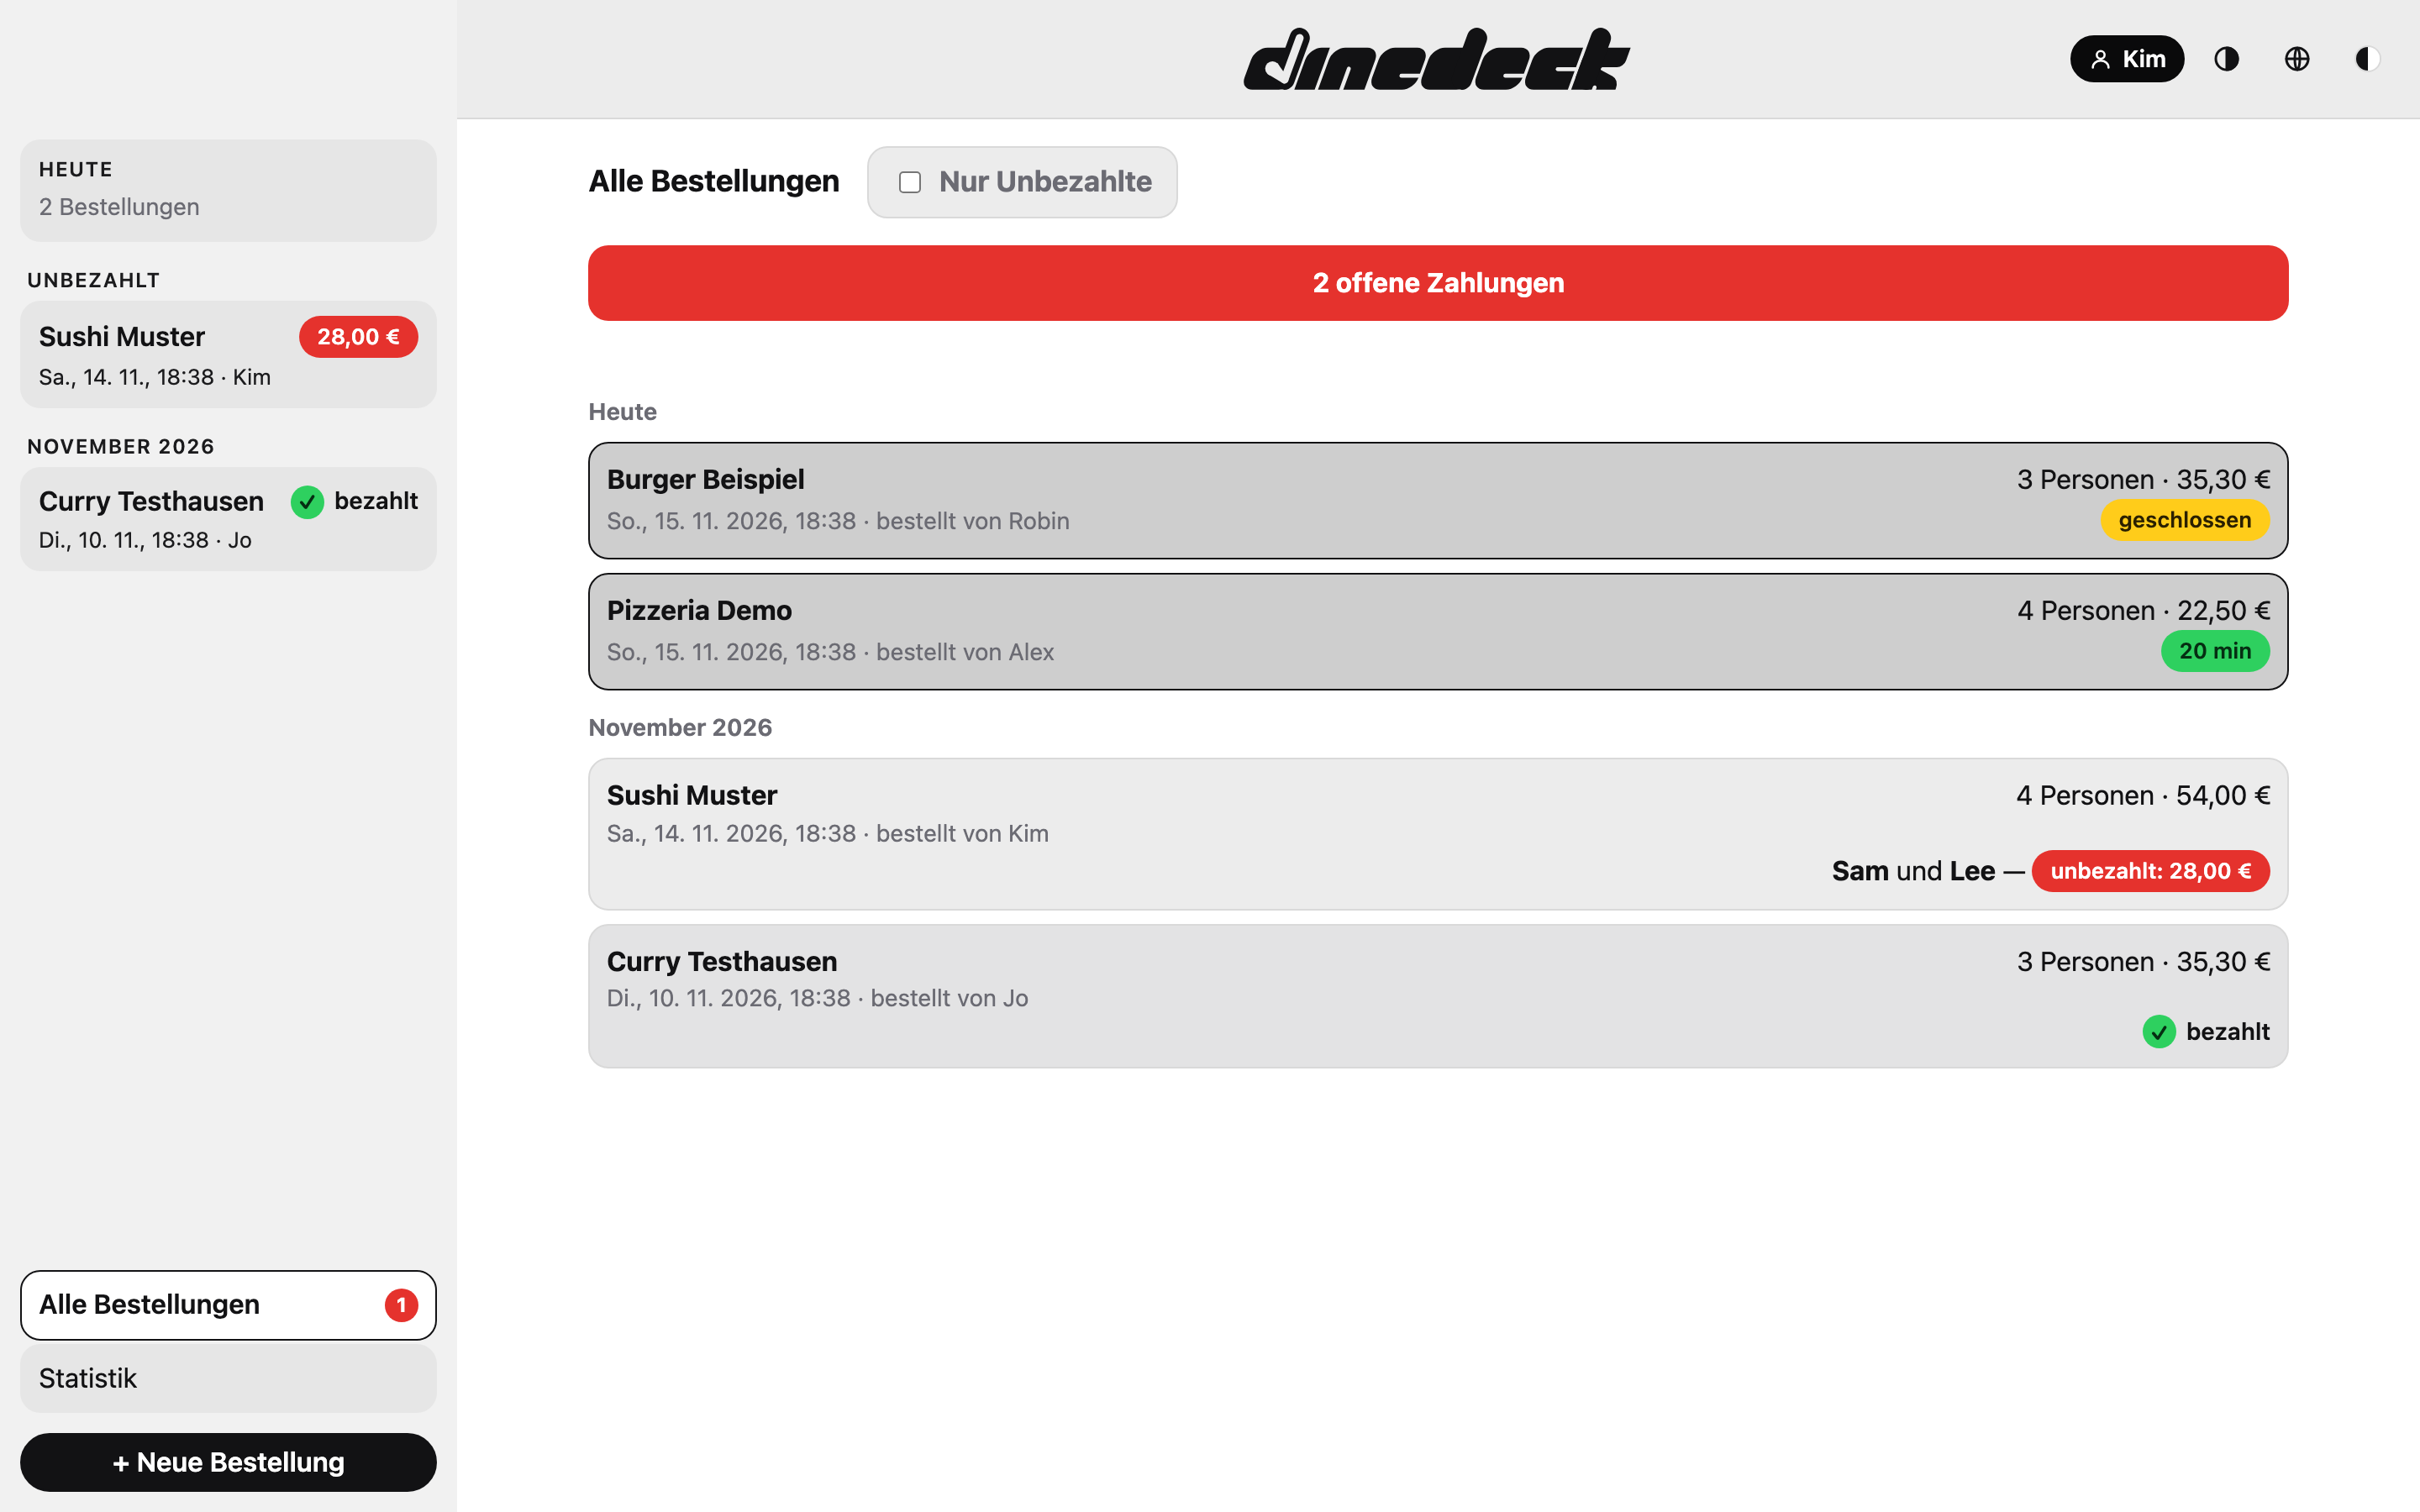 dinedeck
Kim
HEUTE
2 Bestellungen
UNBEZAHLT
Sushi Muster 28,00 €
Sa., 14. 11., 18:38 · Kim
NOVEMBER 2026
Curry Testhausen bezahlt
Di., 10. 11., 18:38 · Jo
Alle Bestellungen 1
Statistik
+ Neue Bestellung
Alle Bestellungen Nur Unbezahlte
2 offene Zahlungen
Heute
Burger Beispiel 3 Personen · 35,30 €
So., 15. 11. 2026, 18:38 · bestellt von Robin geschlossen
Pizzeria Demo 4 Personen · 22,50 €
So., 15. 11. 2026, 18:38 · bestellt von Alex 20 min
November 2026
Sushi Muster 4 Personen · 54,00 €
Sa., 14. 11. 2026, 18:38 · bestellt von Kim
Sam und Lee — unbezahlt: 28,00 €
Curry Testhausen 3 Personen · 35,30 €
Di., 10. 11. 2026, 18:38 · bestellt von Jo
bezahlt